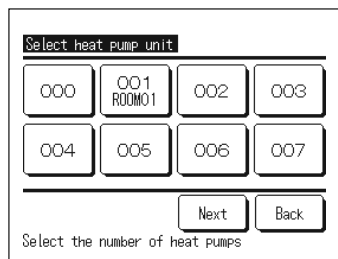 Select heat pump unit
000 001 002 003
ROOM01
004 005 006 007
Next Back
Select the number of heat pumps